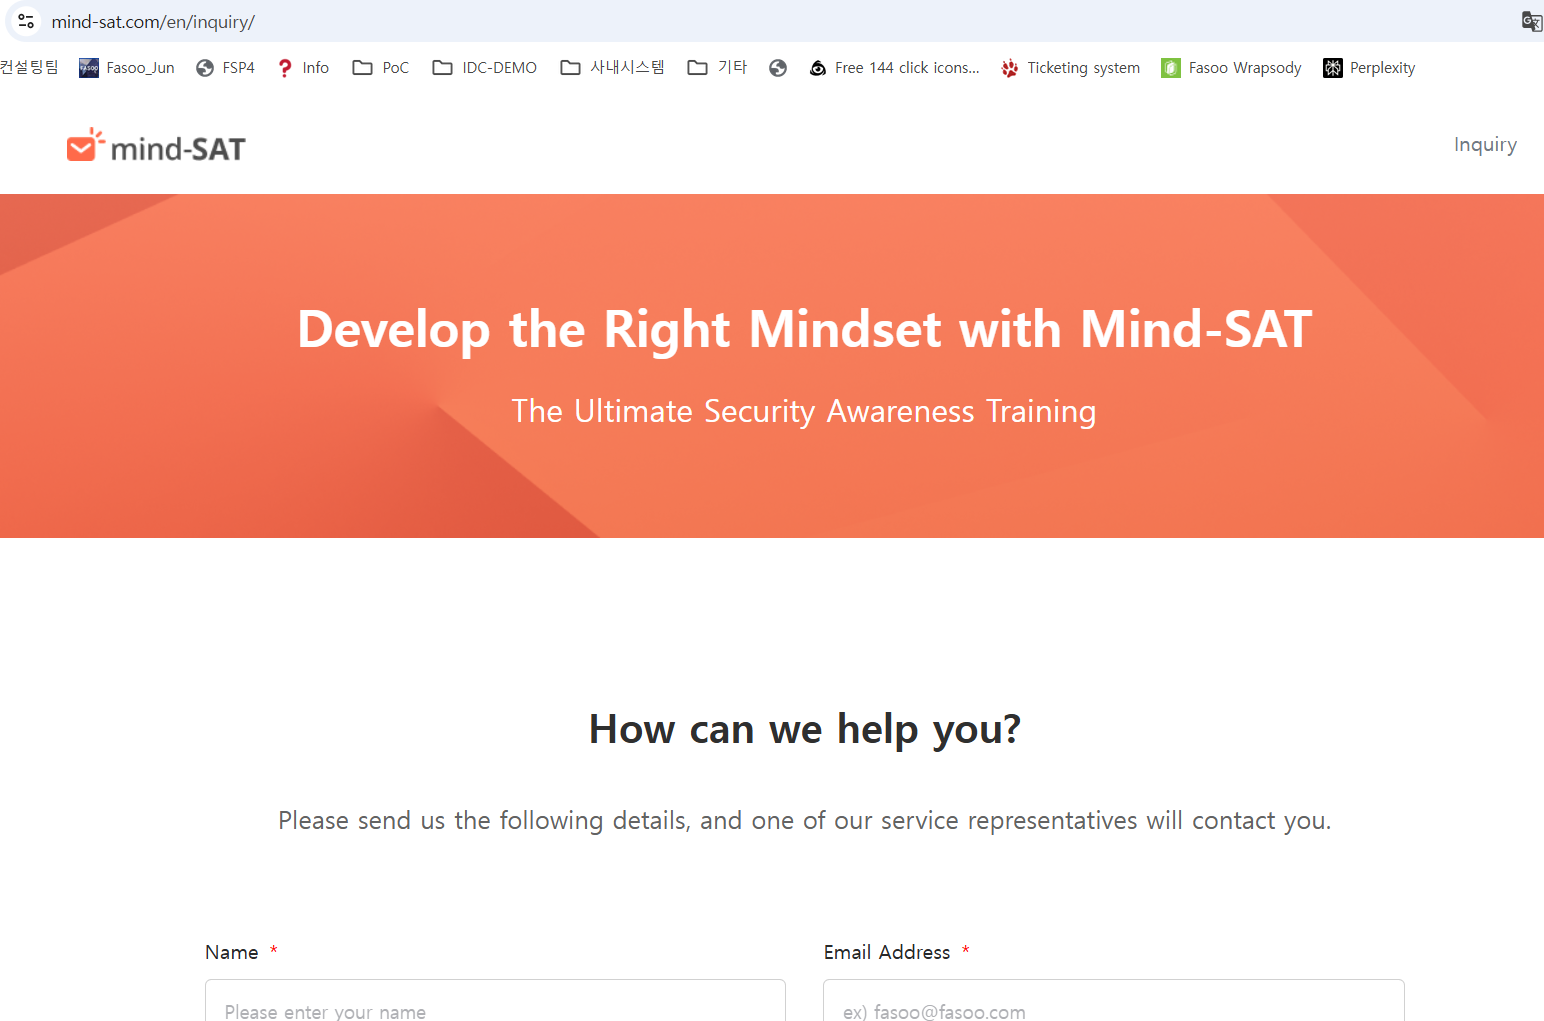 mind-sat.com/en/inquiry/
컨설팅팀 Fasoo_Jun FSP4 Info PoC IDC-DEMO 사내시스템 기타 Free 144 click icons... Ticketing system Fasoo Wrapsody Perplexity
mind-SAT Inquiry
Develop the Right Mindset with Mind-SAT
The Ultimate Security Awareness Training
How can we help you?
Please send us the following details, and one of our service representatives will contact you.
Name * Email Address *
Please enter your name ex) fasoo@fasoo.com